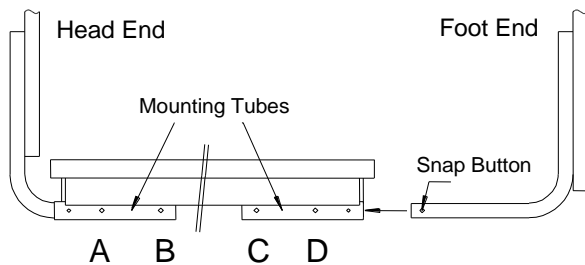 Head End
Foot End
Mounting Tubes
Snap Button
A B C D